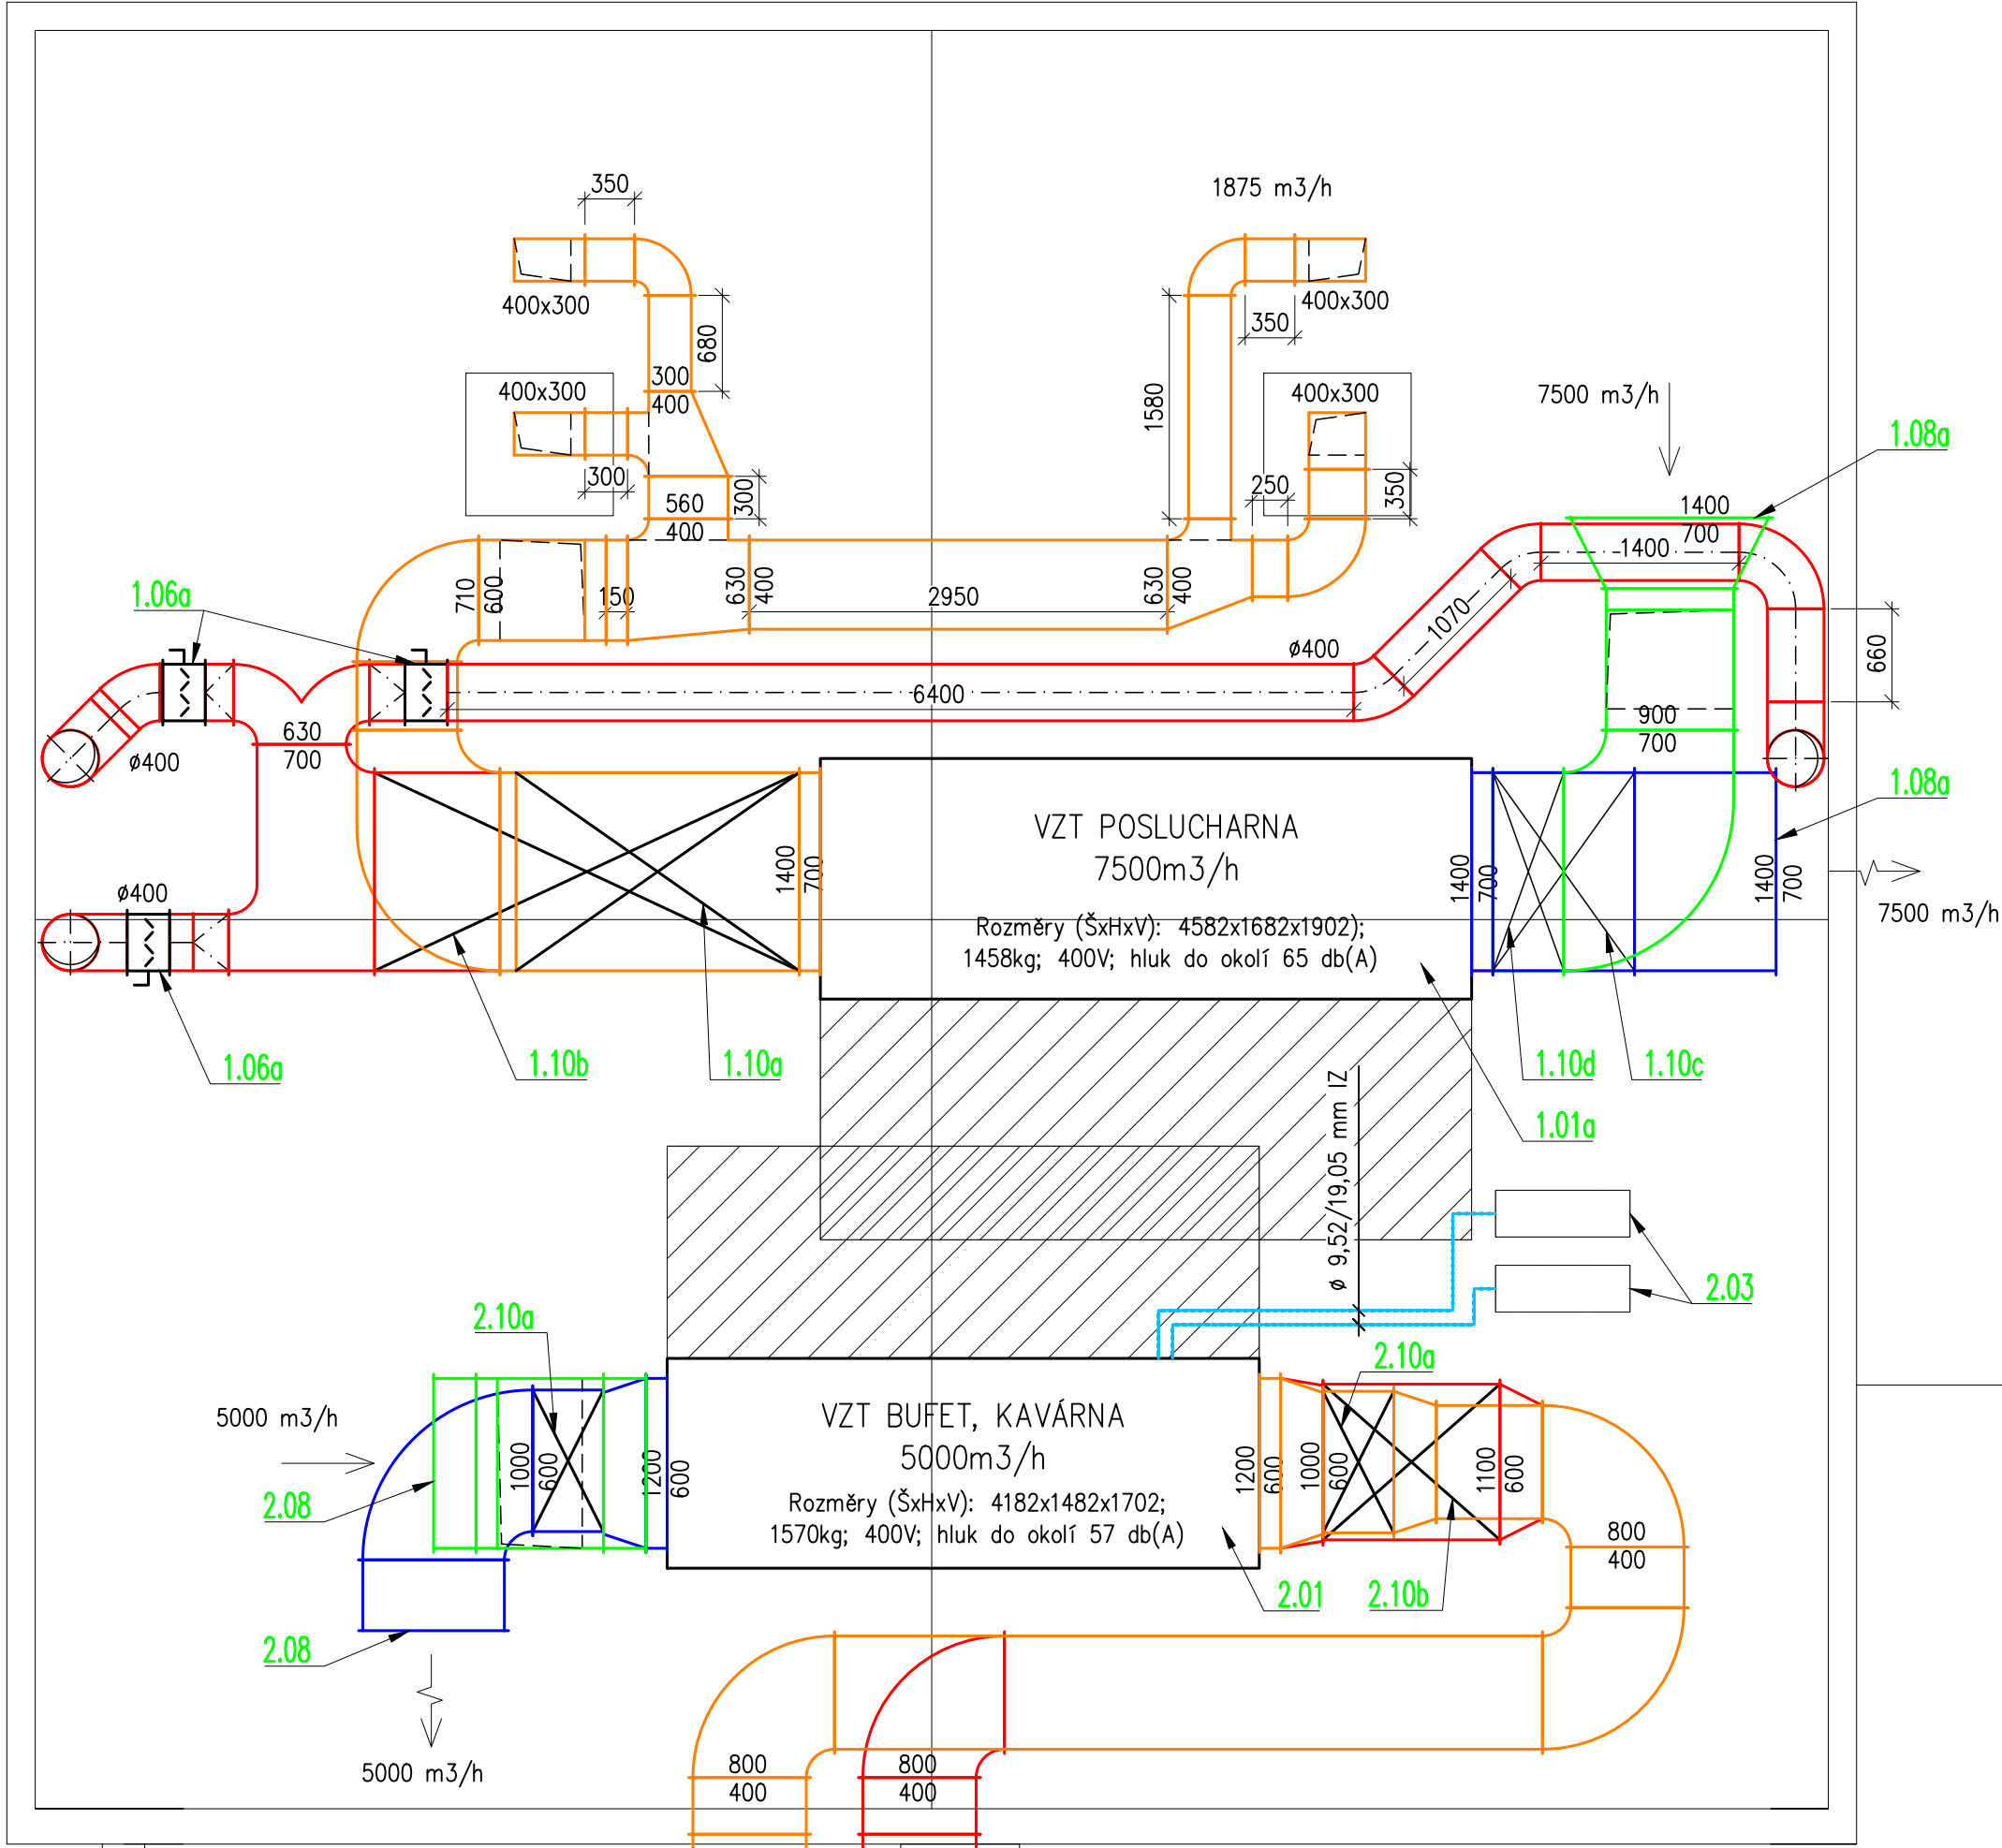 350
1875 m3/h
400x300
400x300
680
350
300
400
400x300
400x300
1580
7500 m3/h
1.08a
300
250
350
560
400
300
1400
700
1400
1.06a
710
600
150
630
400
2950
630
400
1070
ø400
660
6400
630
700
ø400
900
700
1.08a
VZT POSLUCHARNA
7500m3/h
1400
700
1400
700
1400
700
ø400
Rozměry (ŠxHxV): 4582x1682x1902);
1458kg; 400V; hluk do okolí 65 db(A)
7500 m3/h
1.06a
1.10b
1.10a
1.10d
1.10c
1.01a
ø 9,52/19,05 mm IZ
2.03
2.10a
2.10a
5000 m3/h
VZT BUFET, KAVÁRNA
5000m3/h
1000
600
1200
600
1200
600
1000
600
1100
600
2.08
Rozměry (ŠxHxV): 4182x1482x1702;
1570kg; 400V; hluk do okolí 57 db(A)
800
400
2.01
2.10b
2.08
5000 m3/h
800
400
800
400